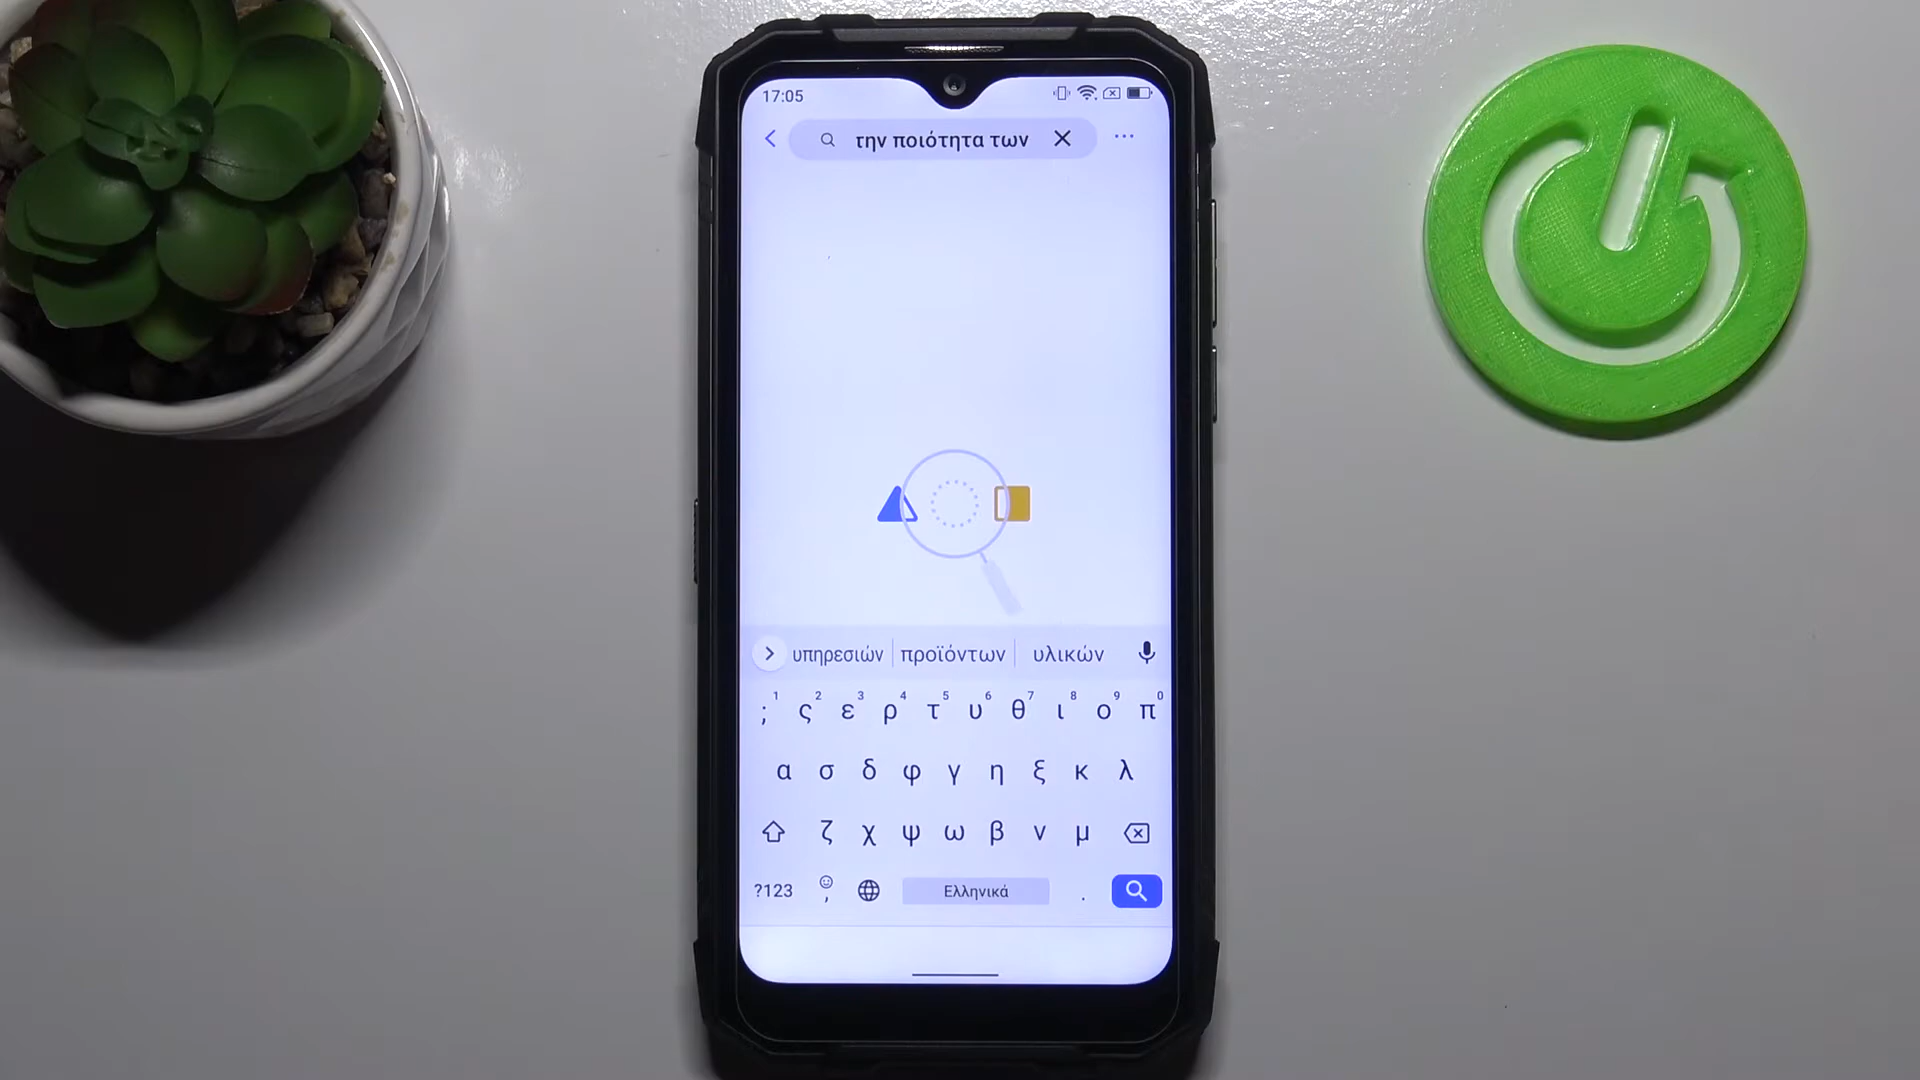 17:05
την ποιότητα των
υπηρεσιών προϊόντων υλικών
; 1 ς 2 ε 3 ρ 4 τ 5 υ 6 θ 7 ι 8 ο 9 π 0
α σ δ φ γ η ξ κ λ
ζ χ ψ ω β ν μ
?123 , Ελληνικά .